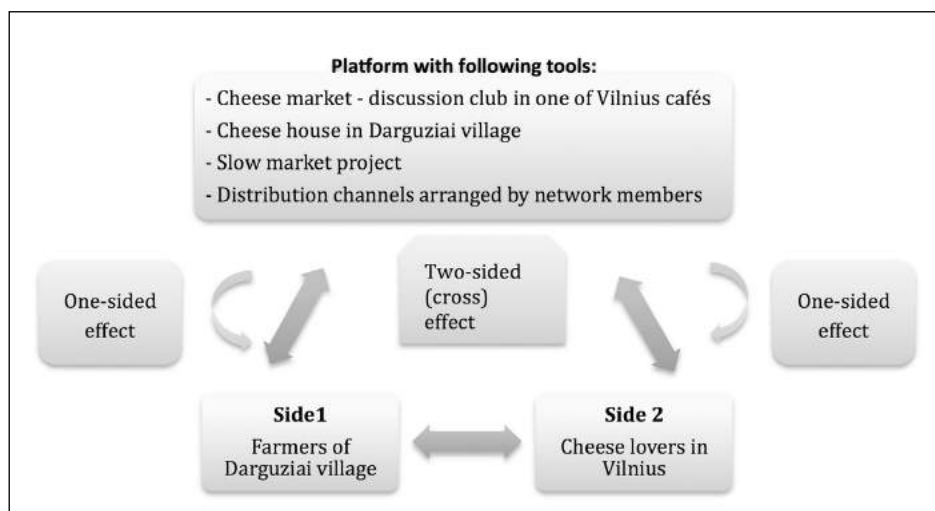 Platform with following tools:
- Cheese market - discussion club in one of Vilnius cafés
- Cheese house in Darguziai village
- Slow market project
- Distribution channels arranged by network members
One-sided
effect
Two-sided
(cross)
effect
One-sided
effect
Side1
Farmers of
Darguziai village
Side 2
Cheese lovers in
Vilnius